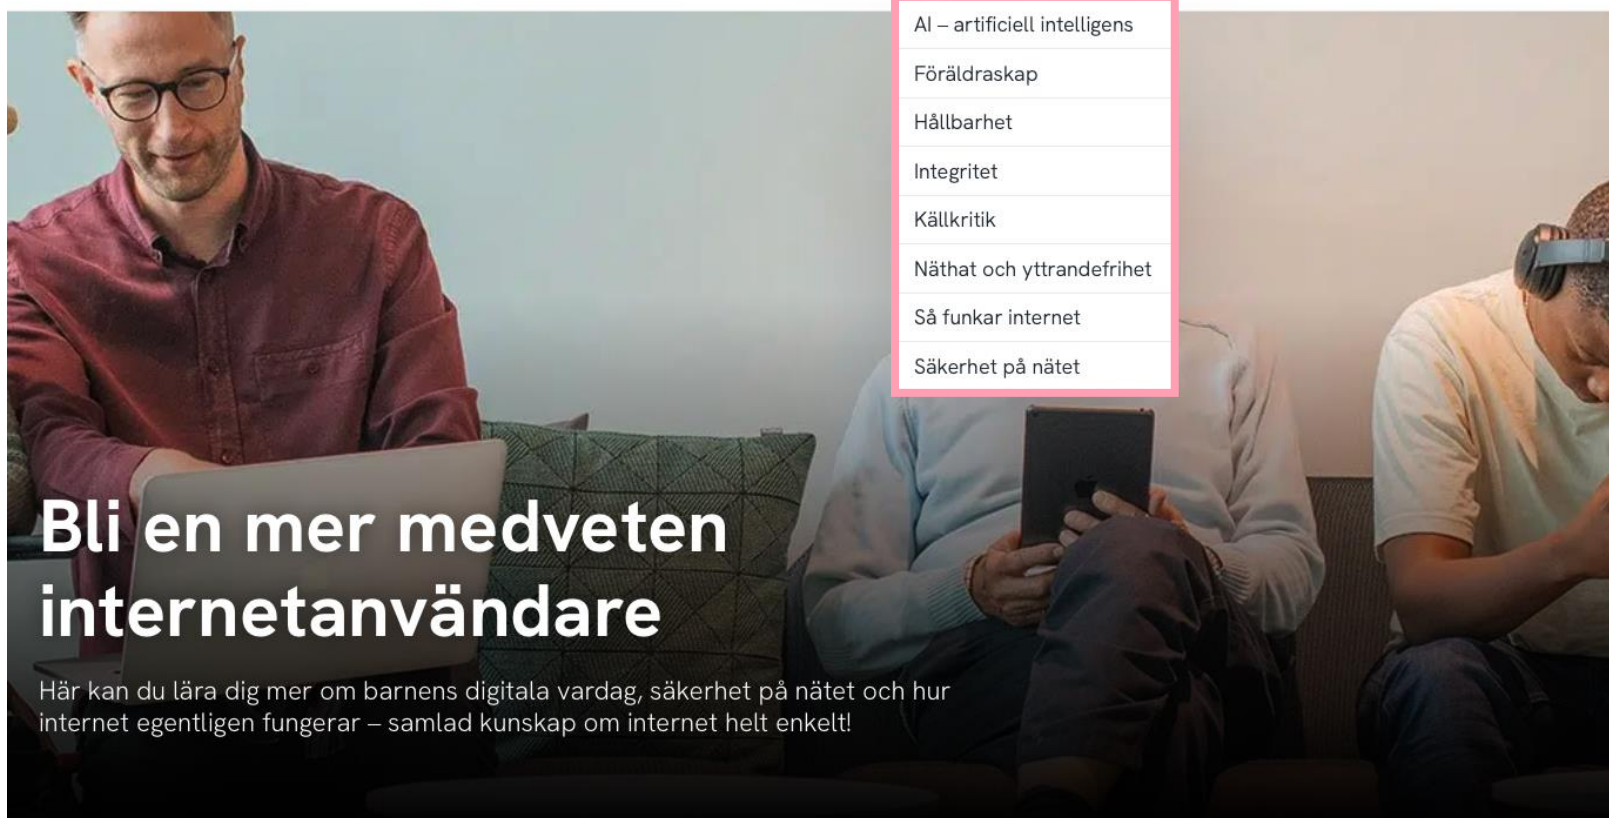 AI – artificiell intelligens
Föräldraskap
Hållbarhet
Integritet
Källkritik
Näthat och yttrandefrihet
Så funkar internet
Säkerhet på nätet
Bli en mer medveten
internetanvändare
Här kan du lära dig mer om barnens digitala vardag, säkerhet på nätet och hur
internet egentligen fungerar – samlad kunskap om internet helt enkelt!